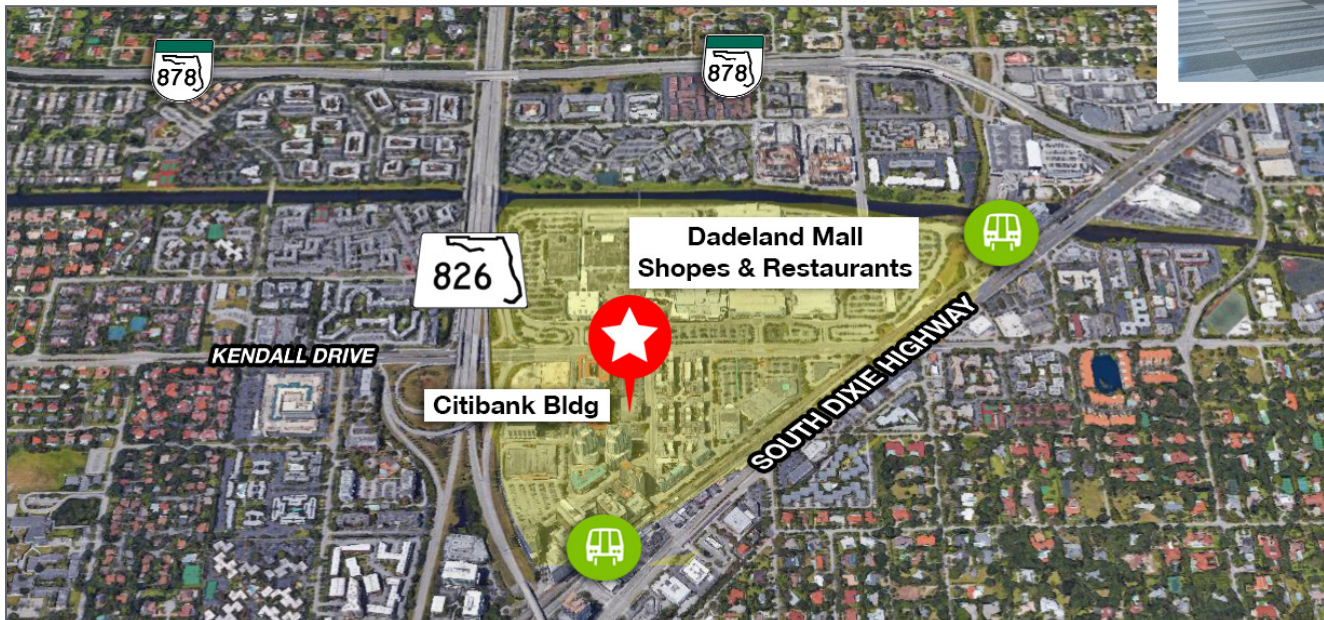 878
878
Dadeland Mall
Shopes & Restaurants
826
KENDALL DRIVE
Citibank Bldg
SOUTH DIXIE HIGHWAY